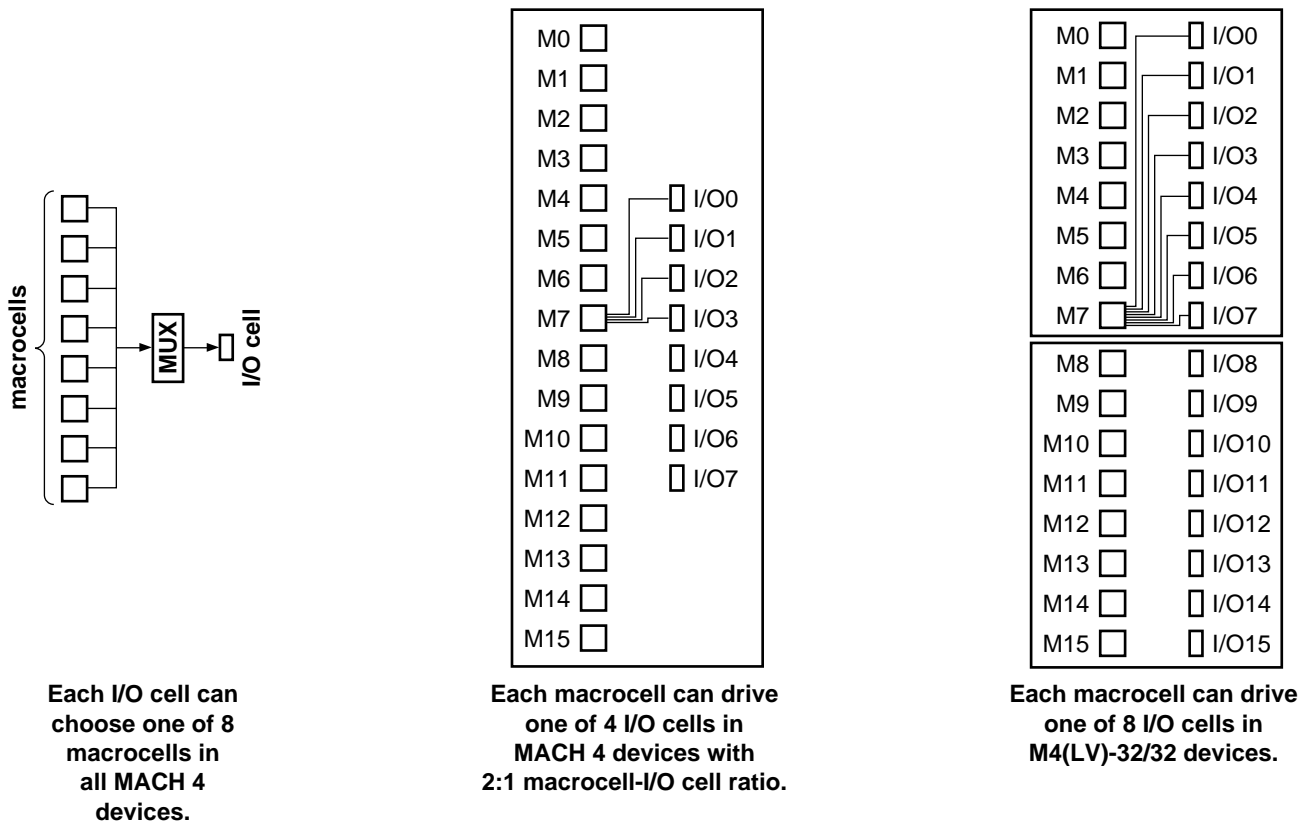 macrocells
MUX
I/O cell
Each I/O cell can
choose one of 8
macrocells in
all MACH 4
devices.
M0
M1
M2
M3
M4 I/O0
M5 I/O1
M6 I/O2
M7 I/O3
M8 I/O4
M9 I/O5
M10 I/O6
M11 I/O7
M12
M13
M14
M15
Each macrocell can drive
one of 4 I/O cells in
MACH 4 devices with
2:1 macrocell-I/O cell ratio.
M0 I/O0
M1 I/O1
M2 I/O2
M3 I/O3
M4 I/O4
M5 I/O5
M6 I/O6
M7 I/O7
M8 I/O8
M9 I/O9
M10 I/O10
M11 I/O11
M12 I/O12
M13 I/O13
M14 I/O14
M15 I/O15
Each macrocell can drive
one of 8 I/O cells in
M4(LV)-32/32 devices.